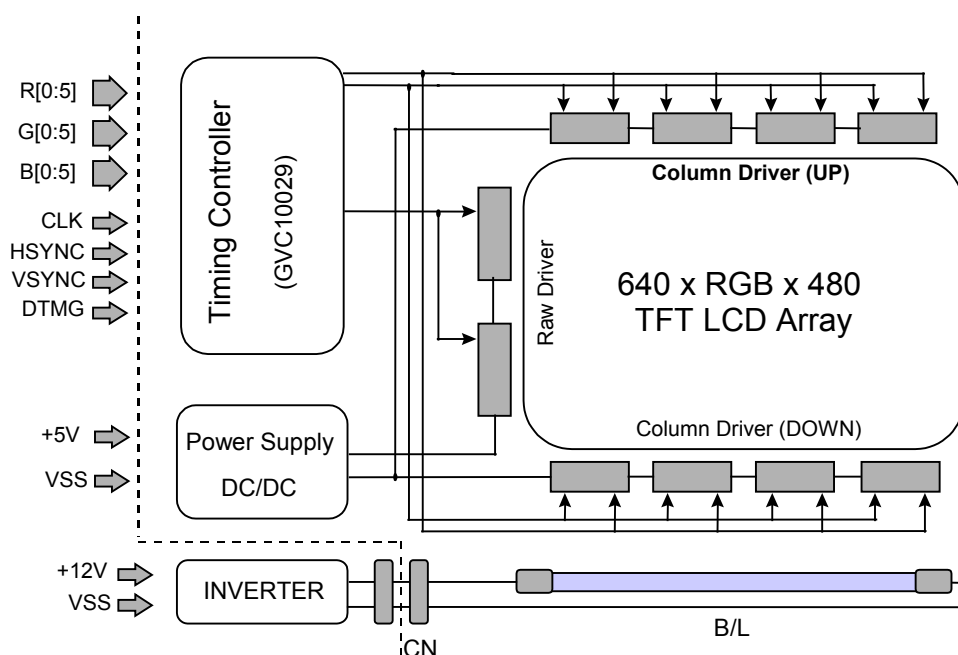 R[0:5]
G[0:5]
B[0:5]
CLK
HSYNC
VSYNC
DTMG
+5V
VSS
+12V
VSS
Timing Controller
(GVC10029)
Power Supply
DC/DC
INVERTER
CN
Column Driver (UP)
Raw Driver
640 x RGB x 480
TFT LCD Array
Column Driver (DOWN)
B/L